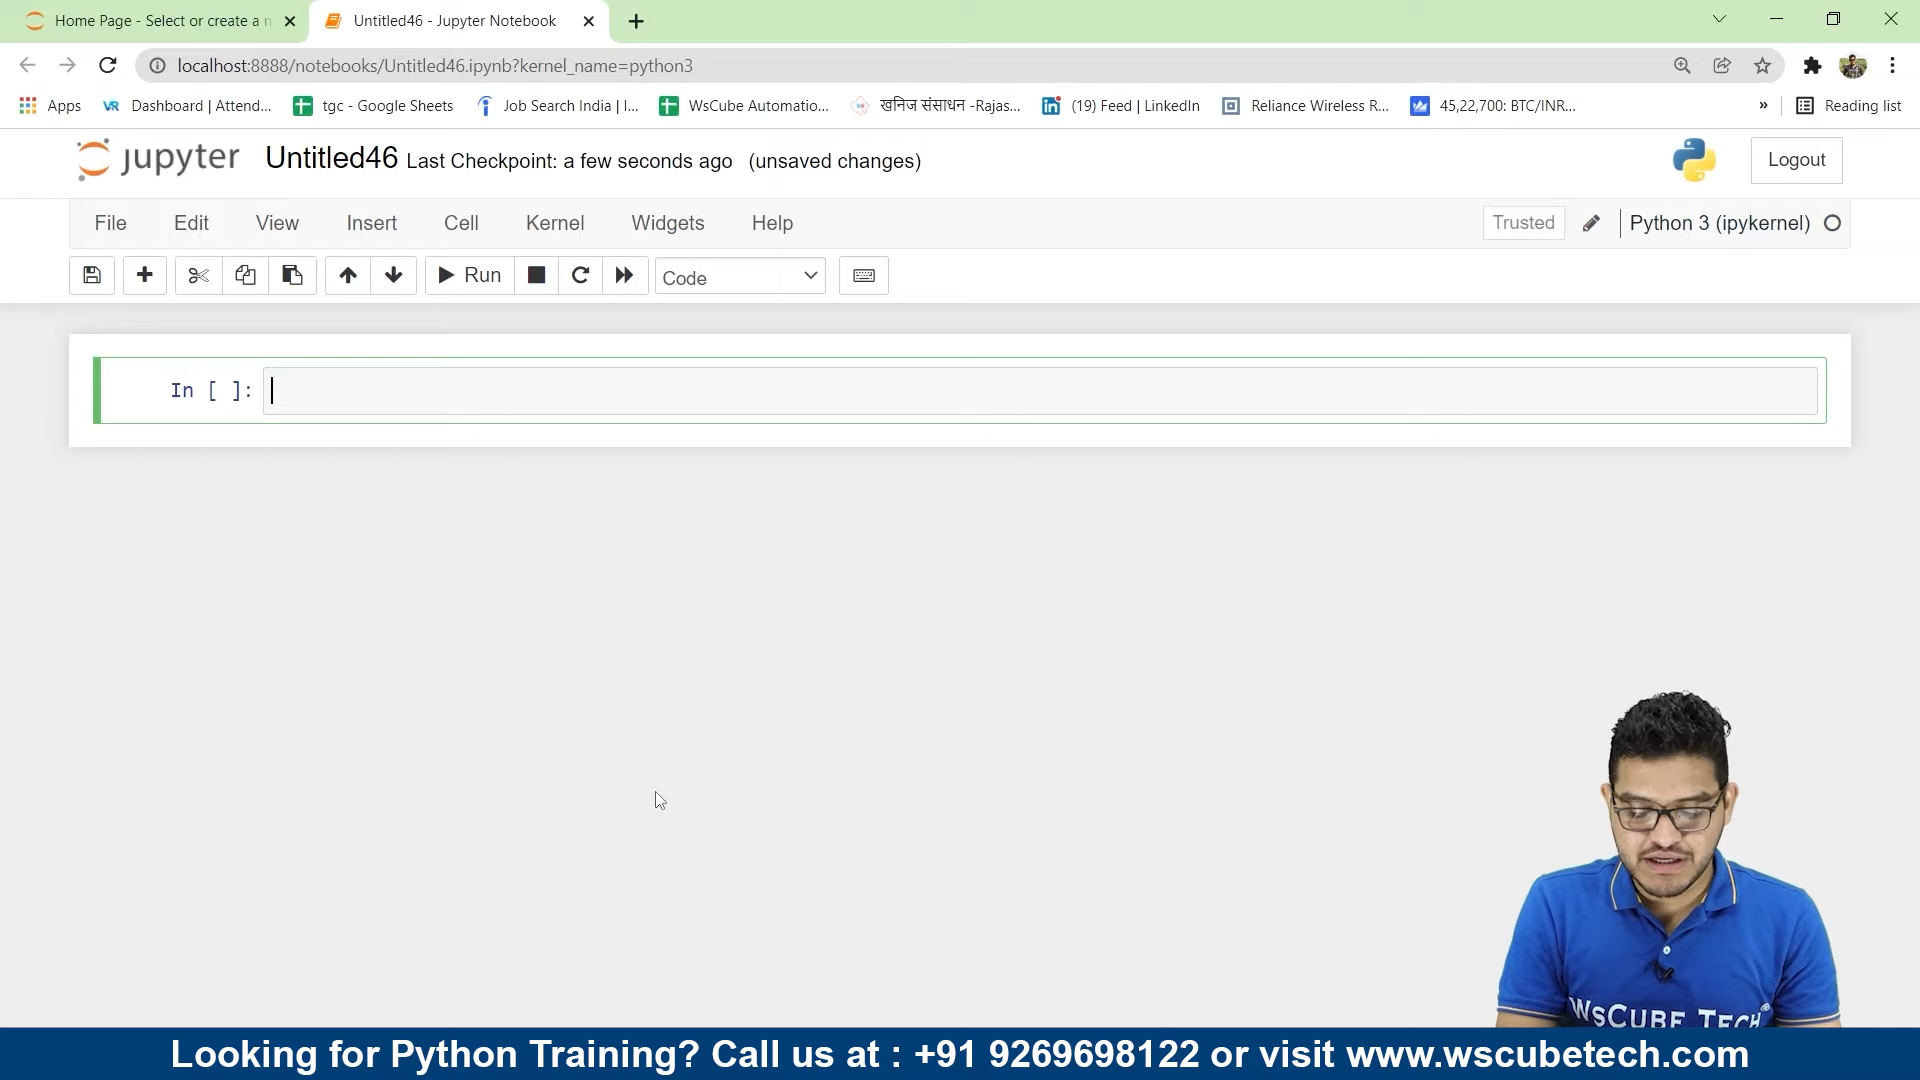 Home Page - Select or create a n
Untitled46 - Jupyter Notebook
localhost:8888/notebooks/Untitled46.ipynb?kernel_name=python3
Apps
Dashboard | Attend...
tgc - Google Sheets
Job Search India | I...
WsCube Automatio...
खनिज संसाधन -Rajas...
(19) Feed | LinkedIn
Reliance Wireless R...
45,22,700: BTC/INR...
»
Reading list
jupyter
Untitled46 Last Checkpoint: a few seconds ago (unsaved changes)
Logout
File
Edit
View
Insert
Cell
Kernel
Widgets
Help
Trusted
Python 3 (ipykernel)
Run
Code
In [ ]:
WsCube Tech
Looking for Python Training? Call us at : +91 9269698122 or visit www.wscubetech.com